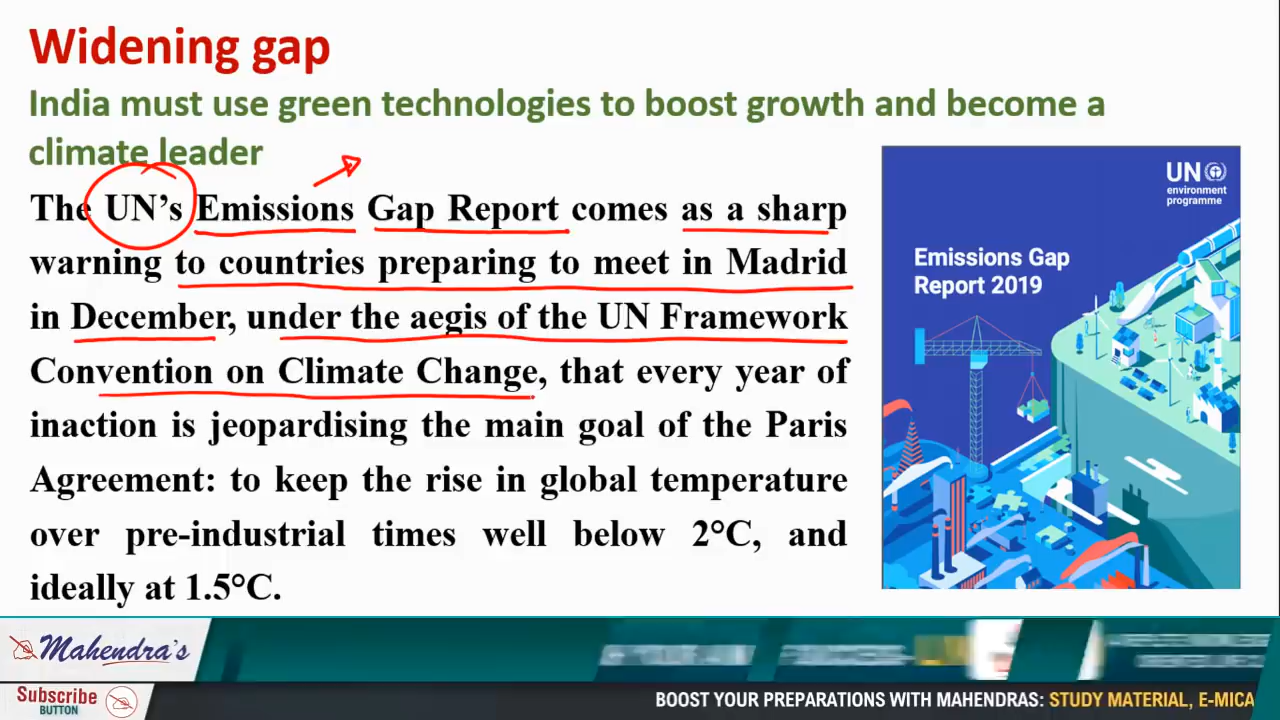 Widening gap
India must use green technologies to boost growth and become a
climate leader
The UN's Emissions Gap Report comes as a sharp
warning to countries preparing to meet in Madrid
in December, under the aegis of the UN Framework
Convention on Climate Change, that every year of
inaction is jeopardising the main goal of the Paris
Agreement: to keep the rise in global temperature
over pre-industrial times well below 2°C, and
ideally at 1.5°C.
UN
environment
programme
Emissions Gap
Report 2019
Mahendra's
Subscribe
BUTTON
BOOST YOUR PREPARATIONS WITH MAHENDRAS: STUDY MATERIAL, E-MICA